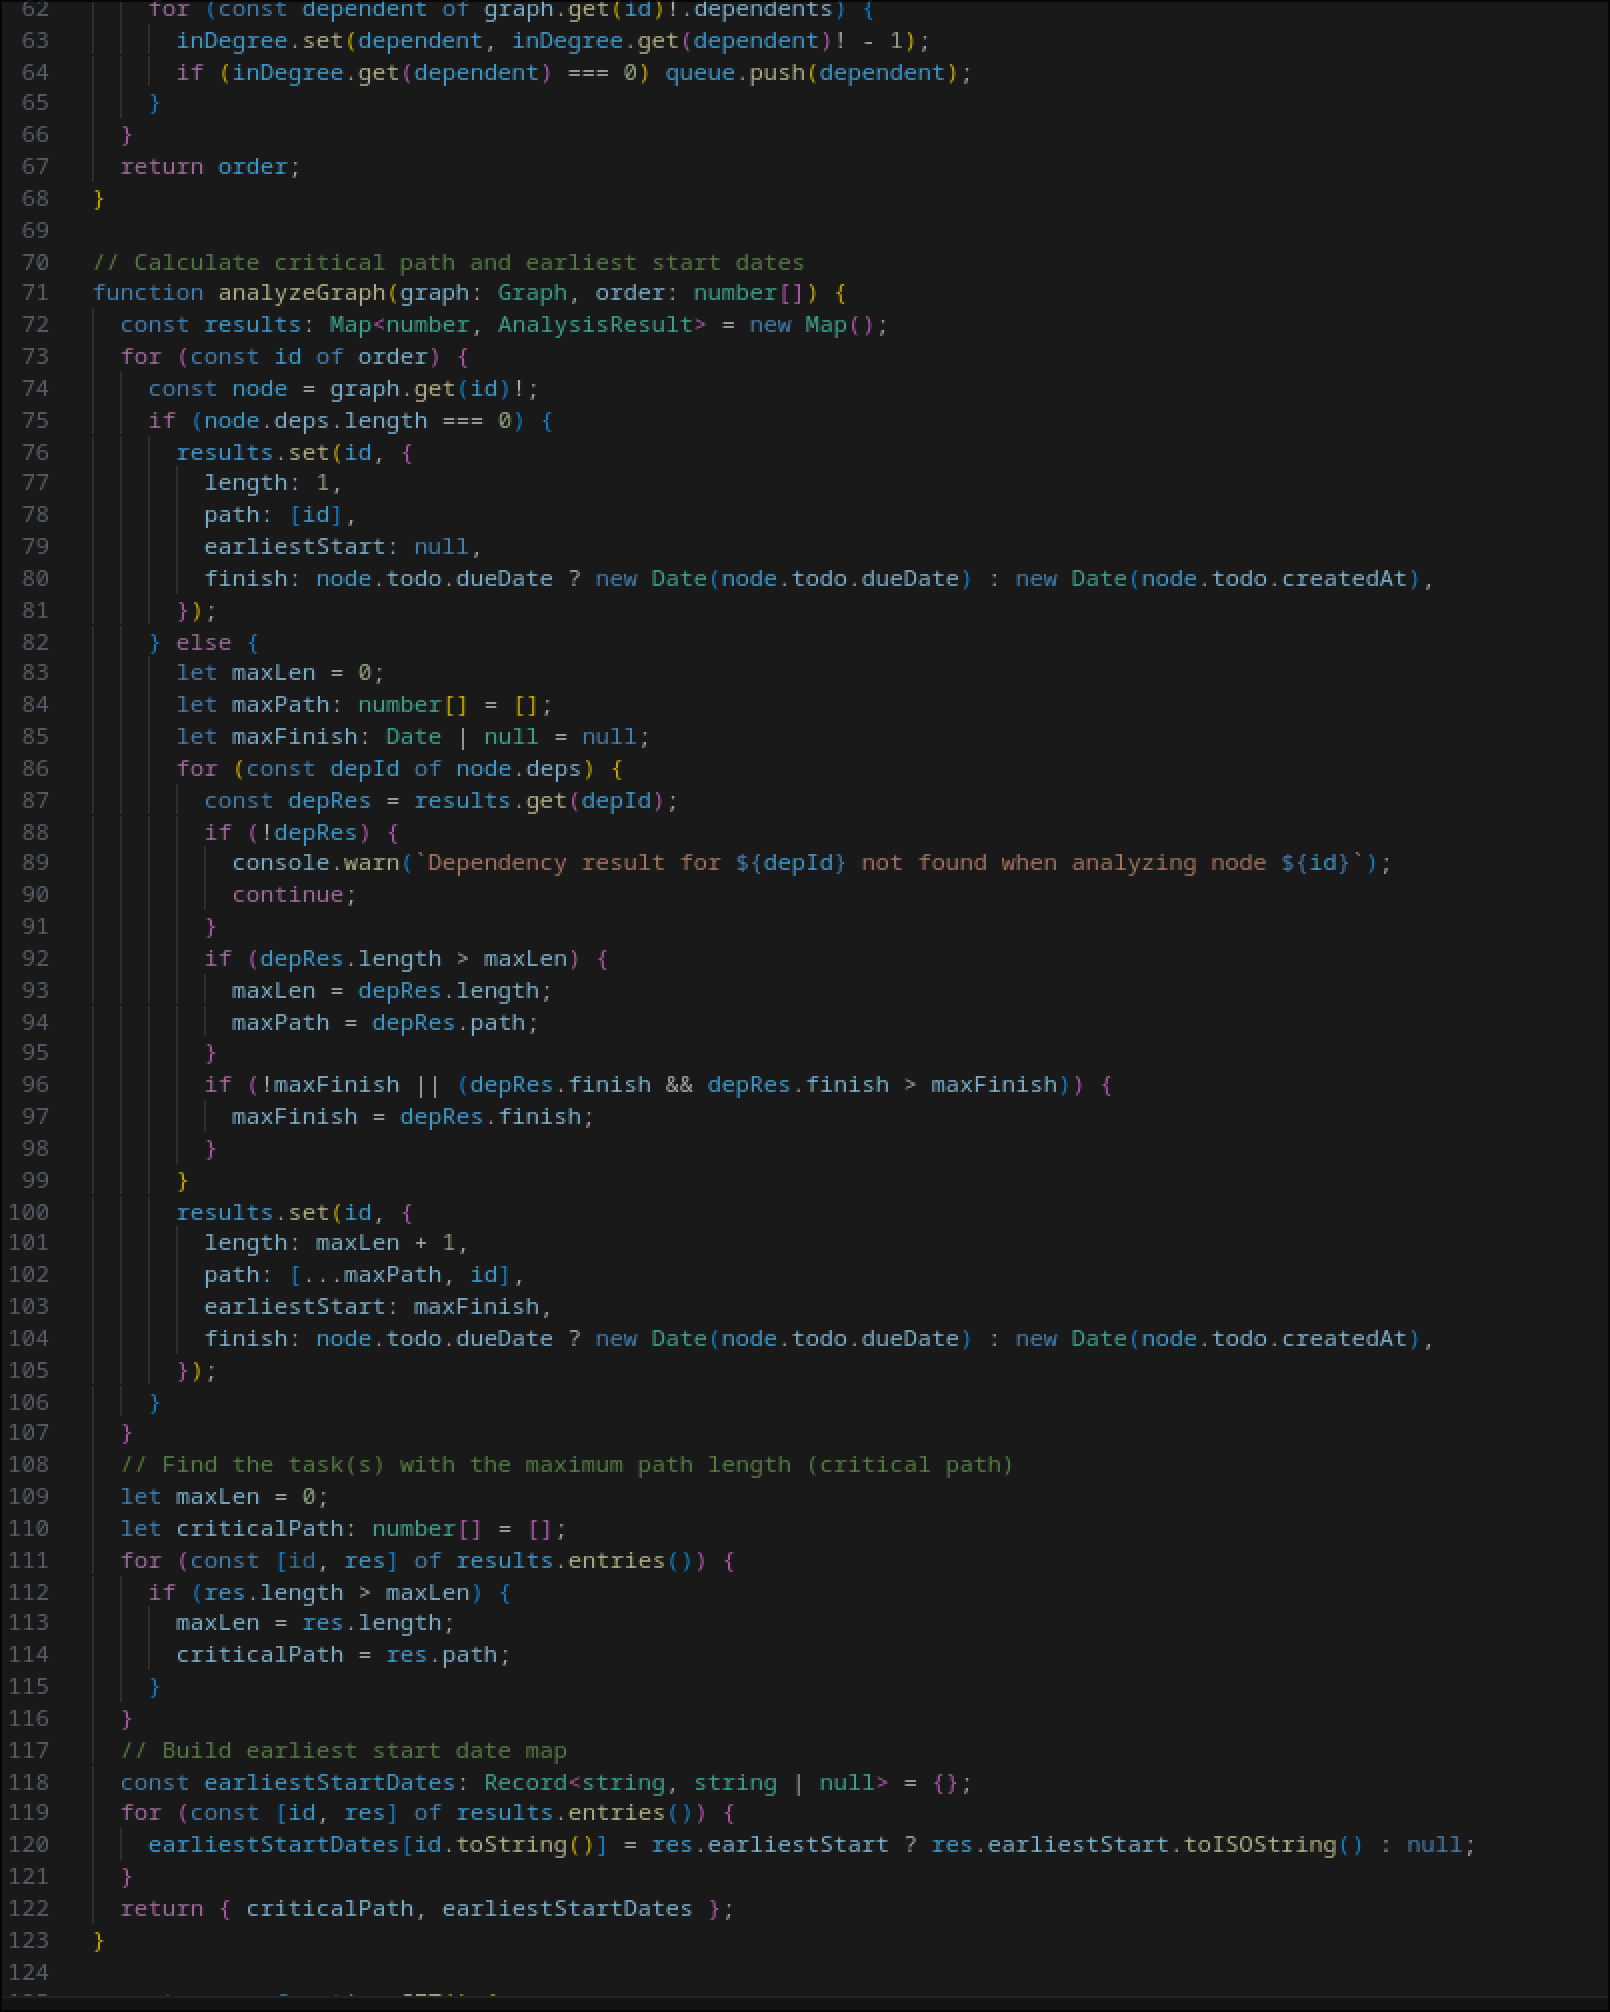 62 for (const dependent of graph.get(id)!.dependents) {
63 inDegree.set(dependent, inDegree.get(dependent)! - 1);
64 if (inDegree.get(dependent) === 0) queue.push(dependent);
65 }
66 }
67 return order;
68 }
69
70 // Calculate critical path and earliest start dates
71 function analyzeGraph(graph: Graph, order: number[]) {
72 const results: Map<number, AnalysisResult> = new Map();
73 for (const id of order) {
74 const node = graph.get(id)!;
75 if (node.deps.length === 0) {
76 results.set(id, {
77 length: 1,
78 path: [id],
79 earliestStart: null,
80 finish: node.todo.dueDate ? new Date(node.todo.dueDate) : new Date(node.todo.createdAt),
81 });
82 } else {
83 let maxLen = 0;
84 let maxPath: number[] = [];
85 let maxFinish: Date | null = null;
86 for (const depId of node.deps) {
87 const depRes = results.get(depId);
88 if (!depRes) {
89 console.warn(`Dependency result for ${depId} not found when analyzing node ${id}`);
90 continue;
91 }
92 if (depRes.length > maxLen) {
93 maxLen = depRes.length;
94 maxPath = depRes.path;
95 }
96 if (!maxFinish || (depRes.finish && depRes.finish > maxFinish)) {
97 maxFinish = depRes.finish;
98 }
99 }
100 results.set(id, {
101 length: maxLen + 1,
102 path: [...maxPath, id],
103 earliestStart: maxFinish,
104 finish: node.todo.dueDate ? new Date(node.todo.dueDate) : new Date(node.todo.createdAt),
105 });
106 }
107 }
108 // Find the task(s) with the maximum path length (critical path)
109 let maxLen = 0;
110 let criticalPath: number[] = [];
111 for (const [id, res] of results.entries()) {
112 if (res.length > maxLen) {
113 maxLen = res.length;
114 criticalPath = res.path;
115 }
116 }
117 // Build earliest start date map
118 const earliestStartDates: Record<string, string | null> = {};
119 for (const [id, res] of results.entries()) {
120 earliestStartDates[id.toString()] = res.earliestStart ? res.earliestStart.toISOString() : null;
121 }
122 return { criticalPath, earliestStartDates };
123 }
124